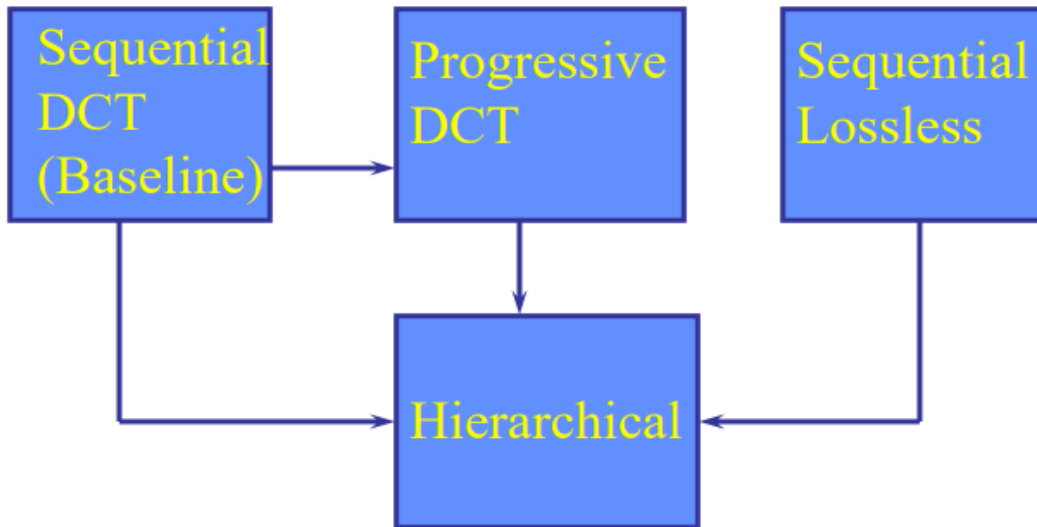 Sequential
DCT
(Baseline)
Progressive
DCT
Sequential
Lossless
Hierarchical